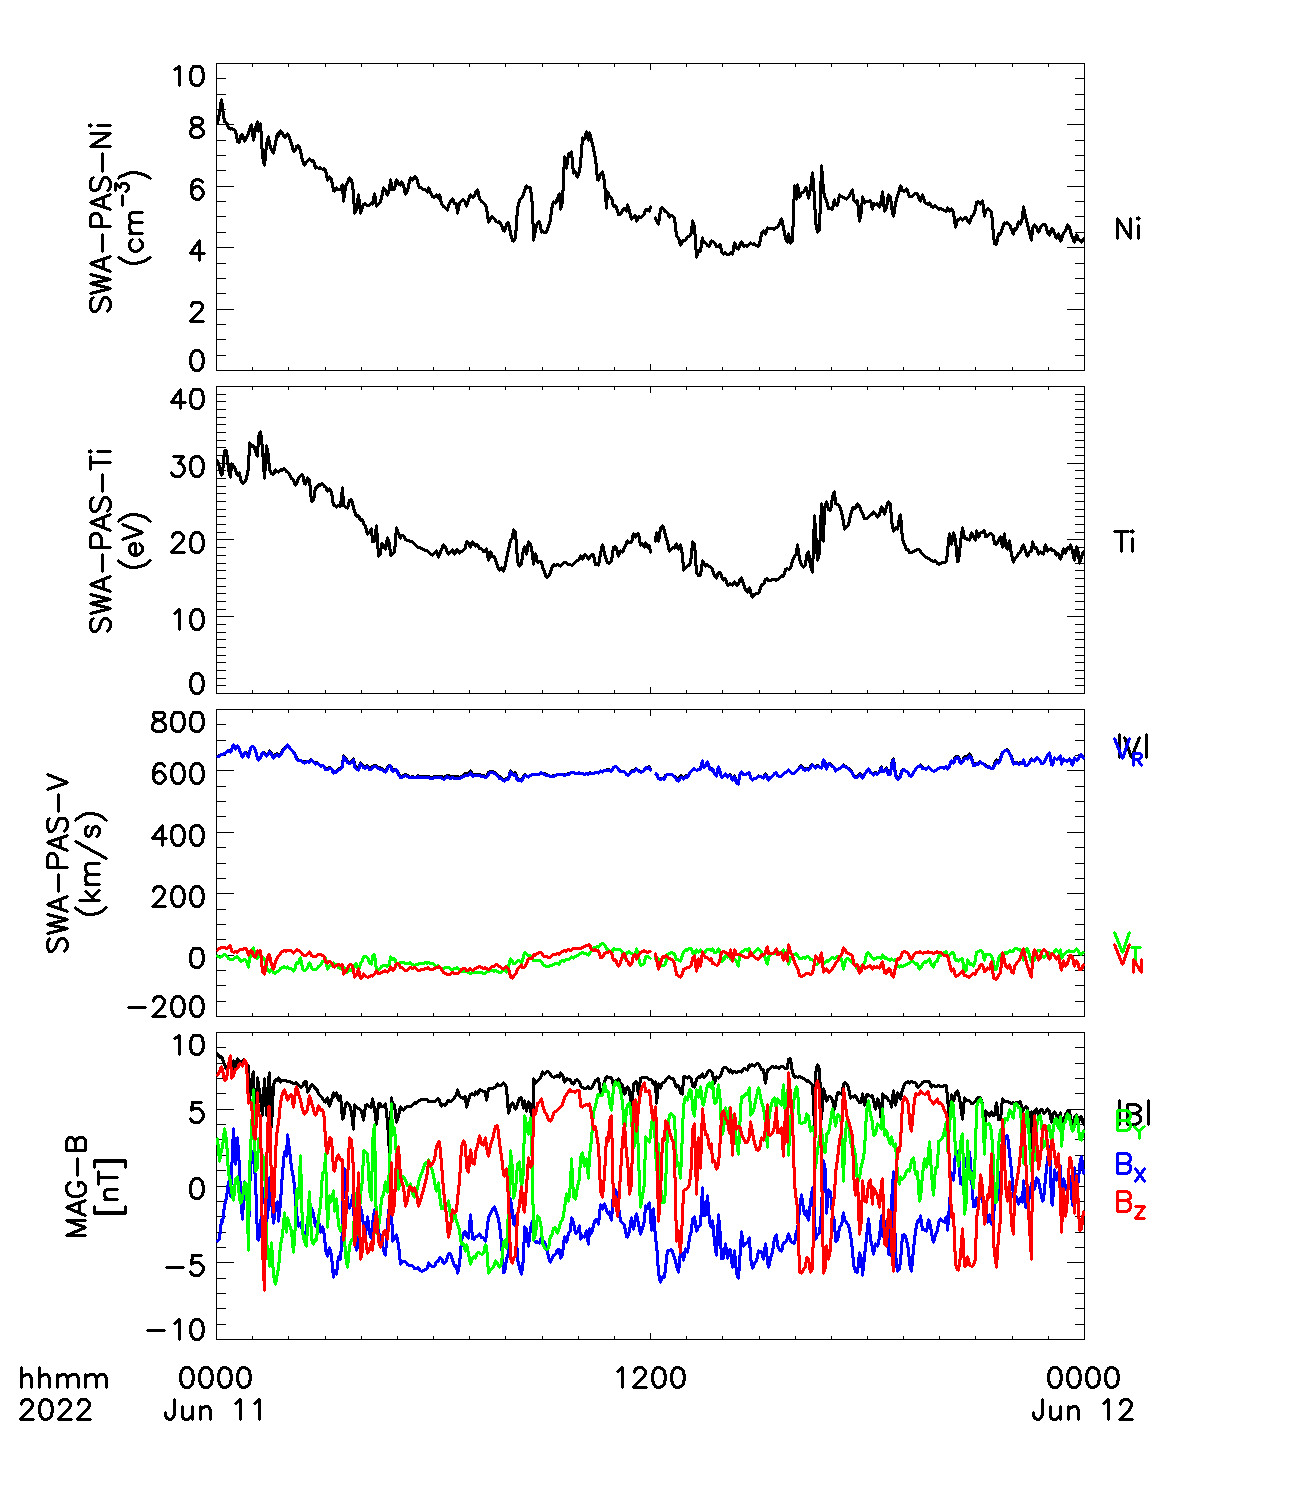 SWA-PAS-Ni
(cm⁻³)
10
8
6
4
2
0
Ni
SWA-PAS-Ti
(eV)
40
30
20
10
0
Ti
SWA-PAS-V
(km/s)
800
600
400
200
0
-200
|V|
VR
VT
VN
MAG-B
[nT]
10
5
0
-5
-10
|B|
BY
BX
BZ
hhmm 0000 1200 0000
2022 Jun 11 Jun 12